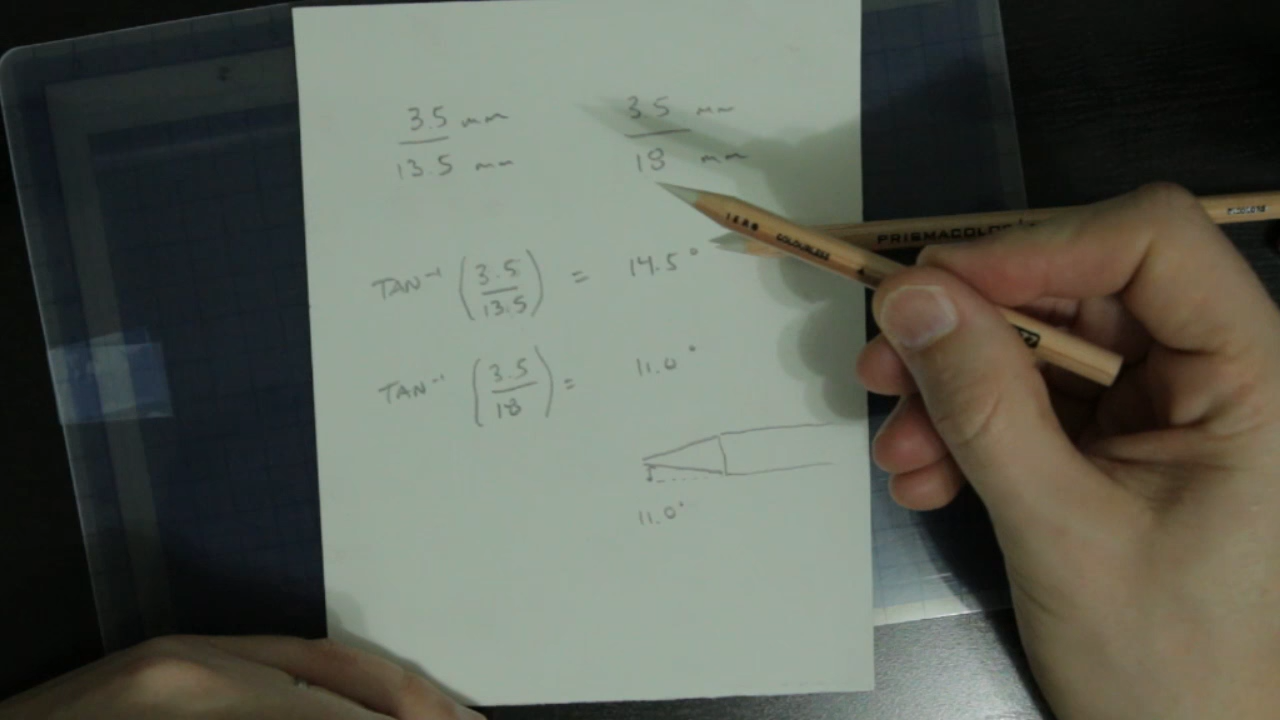 3.5 mm 3.5 mm
13.5 mm 18 mm
TAN⁻¹ (3.5/13.5) = 14.5°
TAN⁻¹ (3.5/18) = 11.0°
11.0°
COLOURLESS
PRISMACOLOR